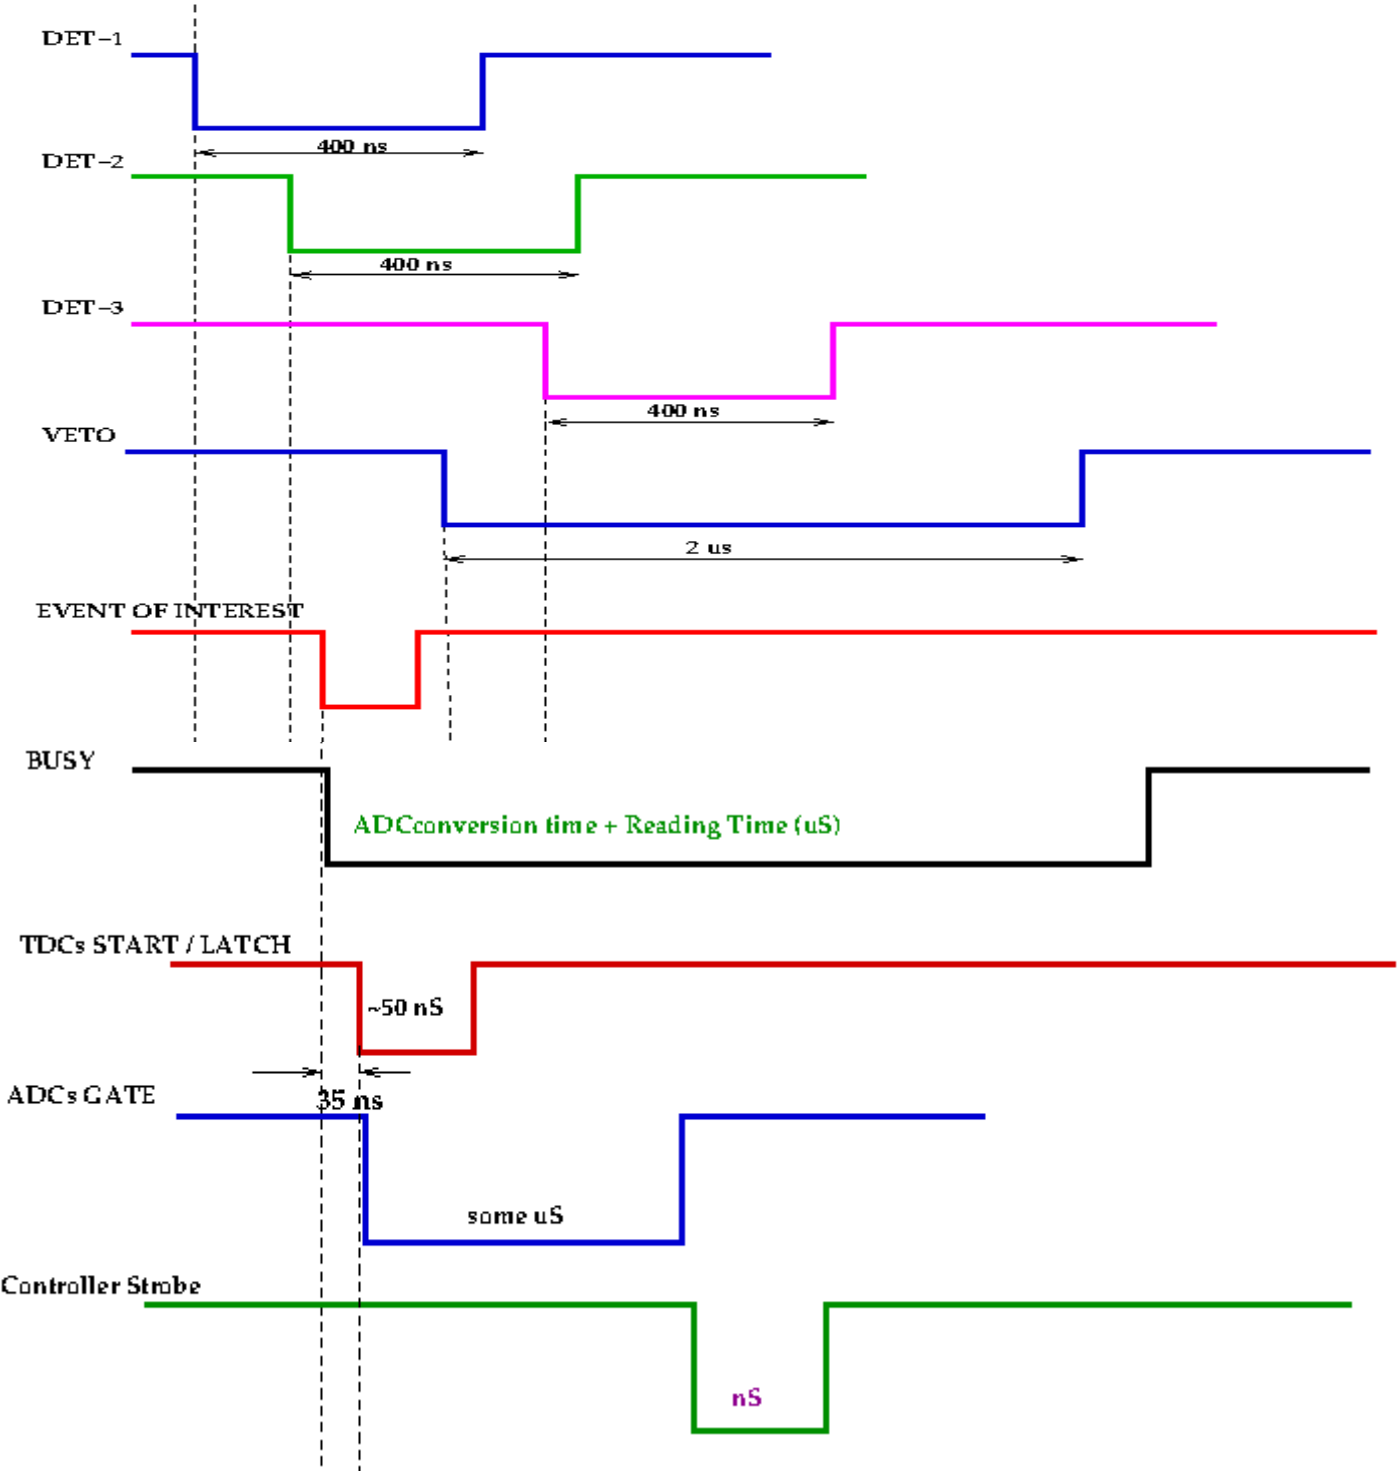 DET-1
400 ns
DET-2
400 ns
DET-3
400 ns
VETO
2 us
EVENT OF INTEREST
BUSY
ADCconversion time + Reading Time (uS)
TDCs START / LATCH
~50 nS
ADCs GATE
35 ns
some uS
Controller Strobe
nS